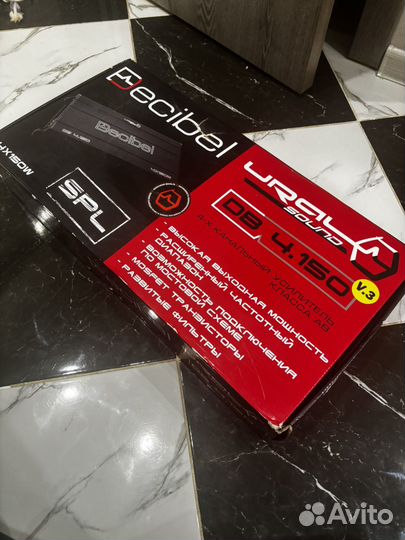 Decibel
Decibel
4X150W
SPL
URAL
SOUND
DB 4.150
V.3
4-Х КАНАЛЬНЫЙ УСИЛИТЕЛЬ
КЛАССА АВ
- ВЫСОКАЯ ВЫХОДНАЯ МОЩНОСТЬ
- РАСШИРЕННЫЙ ЧАСТОТНЫЙ
ДИАПАЗОН
- ВОЗМОЖНОСТЬ ПОДКЛЮЧЕНИЯ
ПО МОСТОВОЙ СХЕМЕ
- MOSFET ТРАНЗИСТОРЫ
- РАЗВИТЫЕ ФИЛЬТРЫ
Avito